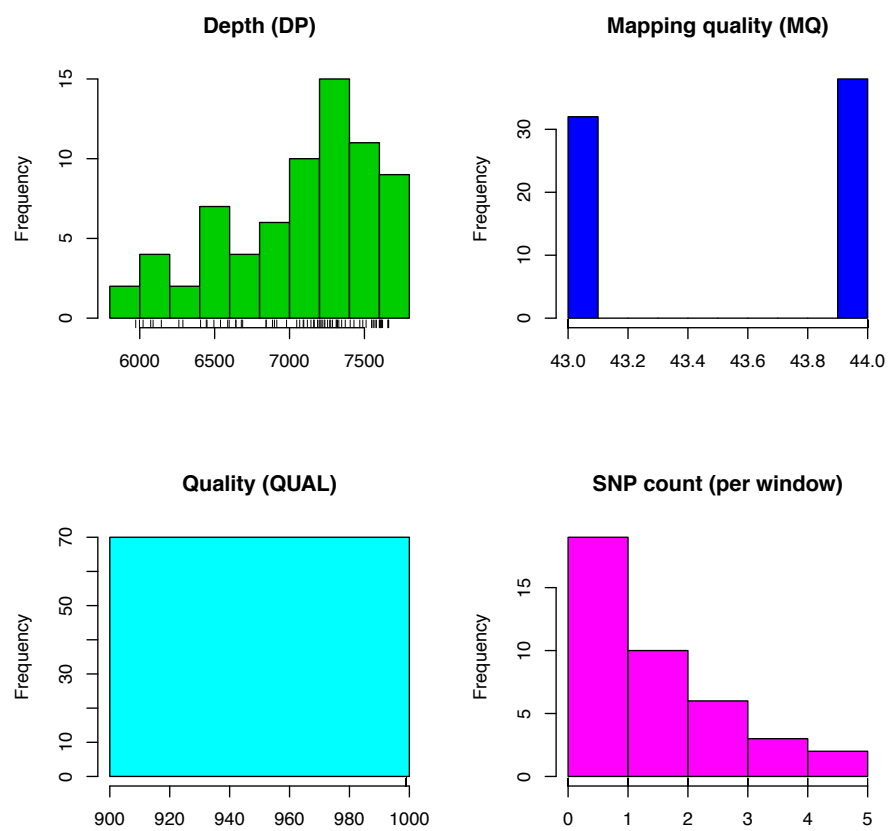 Depth (DP)
Frequency
0 5 10 15
6000 6500 7000 7500
Mapping quality (MQ)
Frequency
0 10 20 30
43.0 43.2 43.4 43.6 43.8 44.0
Quality (QUAL)
Frequency
0 10 30 50 70
900 920 940 960 980 1000
SNP count (per window)
Frequency
0 5 10 15
0 1 2 3 4 5